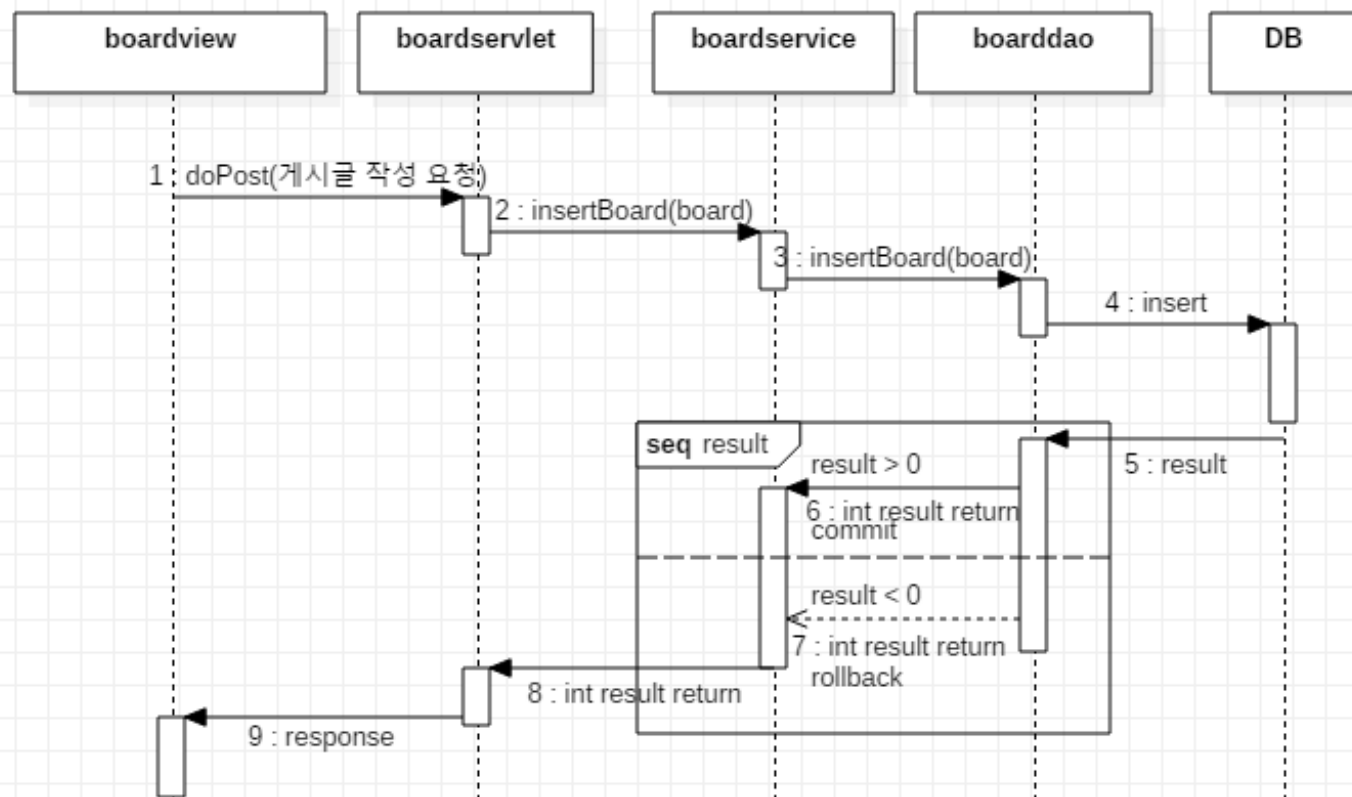 boardview
boardservlet
boardservice
boarddao
DB
1 : doPost(게시글 작성 요청)
2 : insertBoard(board)
3 : insertBoard(board)
4 : insert
seq result
5 : result
result > 0
6 : int result return
commit
result < 0
7 : int result return
rollback
8 : int result return
9 : response